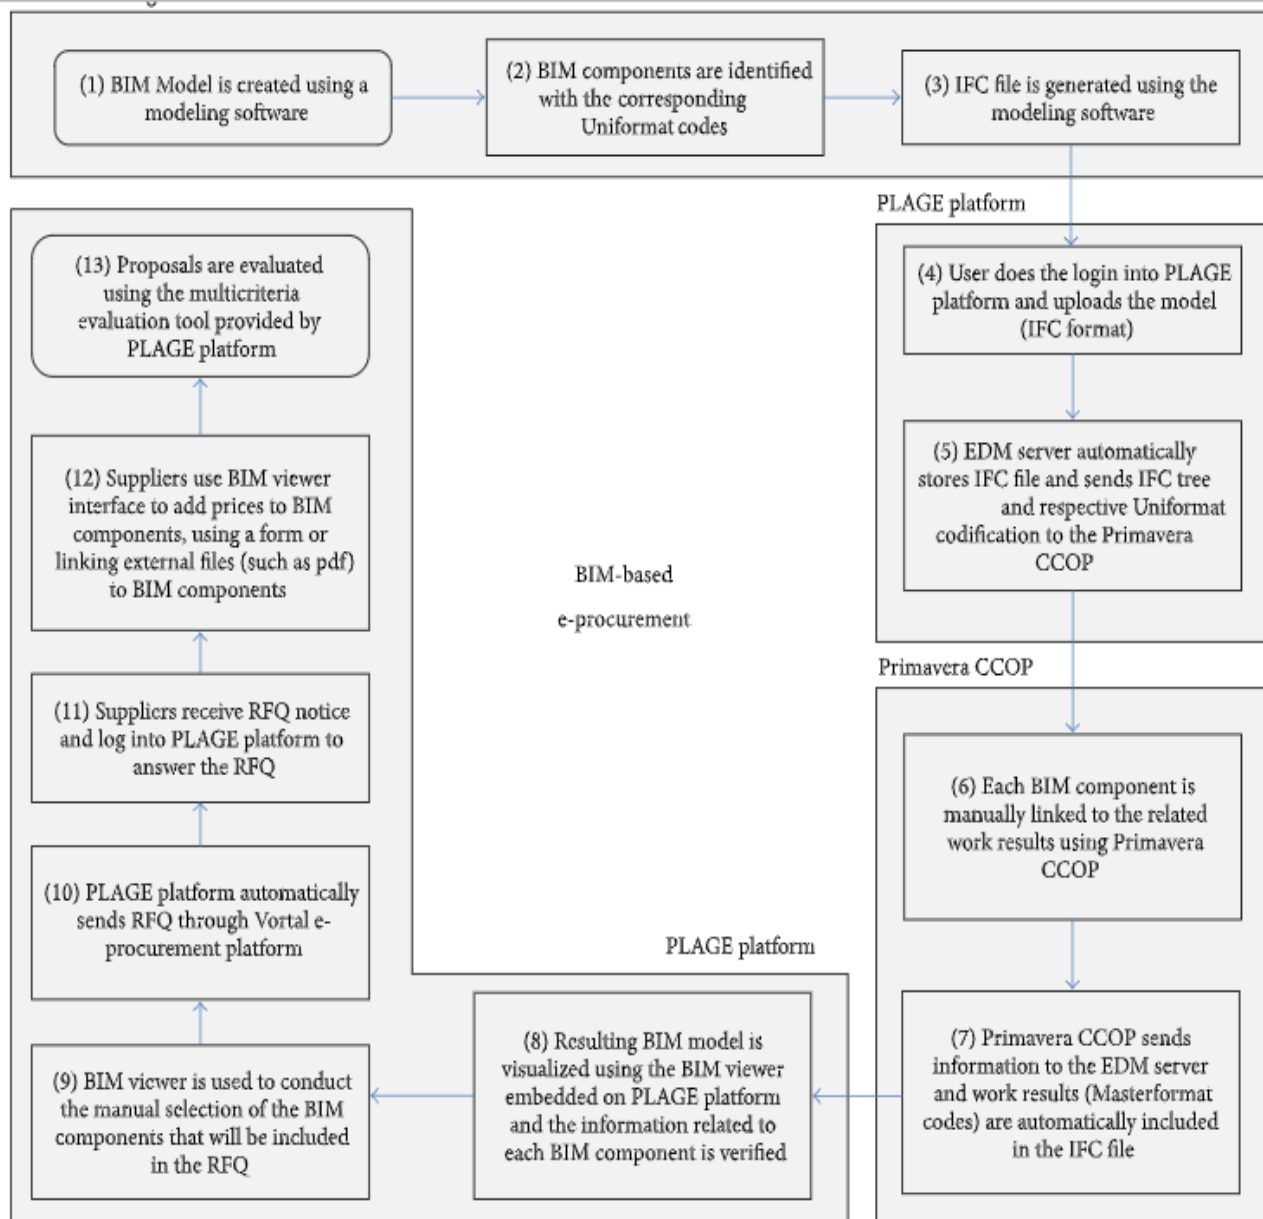 (1) BIM Model is created using a
modeling software
(2) BIM components are identified
with the corresponding
Uniformat codes
(3) IFC file is generated using the
modeling software
PLAGE platform
(4) User does the login into PLAGE
platform and uploads the model
(IFC format)
(5) EDM server automatically
stores IFC file and sends IFC tree
and respective Uniformat
codification to the Primavera
CCOP
Primavera CCOP
(6) Each BIM component is
manually linked to the related
work results using Primavera
CCOP
(7) Primavera CCOP sends
information to the EDM server
and work results (Masterformat
codes) are automatically included
in the IFC file
PLAGE platform
(8) Resulting BIM model is
visualized using the BIM viewer
embedded on PLAGE platform
and the information related to
each BIM component is verified
(9) BIM viewer is used to conduct
the manual selection of the BIM
components that will be included
in the RFQ
(10) PLAGE platform automatically
sends RFQ through Vortal e-
procurement platform
(11) Suppliers receive RFQ notice
and log into PLAGE platform to
answer the RFQ
(12) Suppliers use BIM viewer
interface to add prices to BIM
components, using a form or
linking external files (such as pdf)
to BIM components
(13) Proposals are evaluated
using the multicriteria
evaluation tool provided by
PLAGE platform
BIM-based
e-procurement